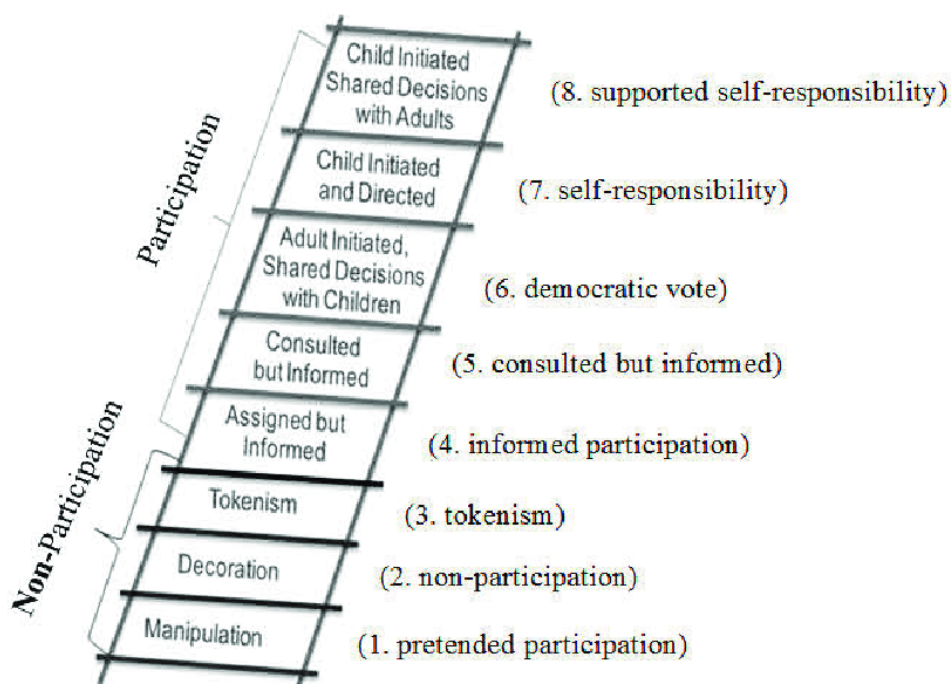 Child Initiated
Shared Decisions
with Adults
(8. supported self-responsibility)
Child Initiated
and Directed
(7. self-responsibility)
Adult Initiated,
Shared Decisions
with Children
(6. democratic vote)
Consulted
but Informed
(5. consulted but informed)
Assigned but
Informed
(4. informed participation)
Tokenism
(3. tokenism)
Decoration
(2. non-participation)
Manipulation
(1. pretended participation)
Participation
Non-Participation